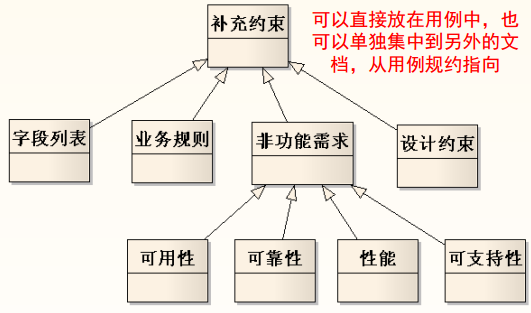 补充约束
可以直接放在用例中，也
可以单独集中到另外的文
档，从用例规约指向
字段列表
业务规则
非功能需求
设计约束
可用性
可靠性
性能
可支持性